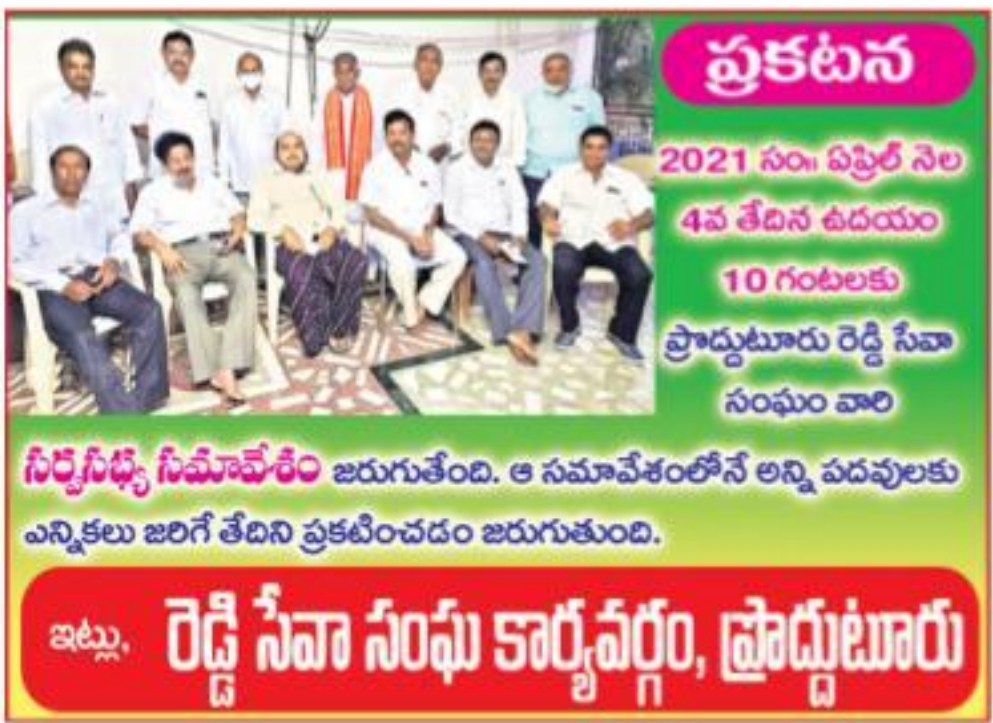 ప్రకటన
2021 సం॥ ఏప్రిల్ నెల
4వ తేదిన ఉదయం
10 గంటలకు
ప్రొద్దుటూరు రెడ్డి సేవా
సంఘం వారి
సర్వసభ్య సమావేశం జరుగుతేంది. ఆ సమావేశంలోనే అన్ని పదవులకు
ఎన్నికలు జరిగే తేదిని ప్రకటించడం జరుగుతుంది.
ఇట్లు, రెడ్డి సేవా సంఘ కార్యవర్గం, ప్రొద్దుటూరు